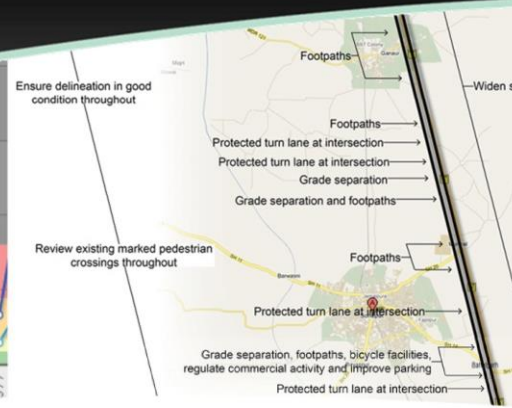 Footpaths
Ganaur
Ensure delineation in good
condition throughout
Widen s
Footpaths
Protected turn lane at intersection
Protected turn lane at intersection
Grade separation
Grade separation and footpaths
Review existing marked pedestrian
crossings throughout
Footpaths
Protected turn lane at intersection
Grade separation, footpaths, bicycle facilities,
regulate commercial activity and improve parking
Protected turn lane at intersection